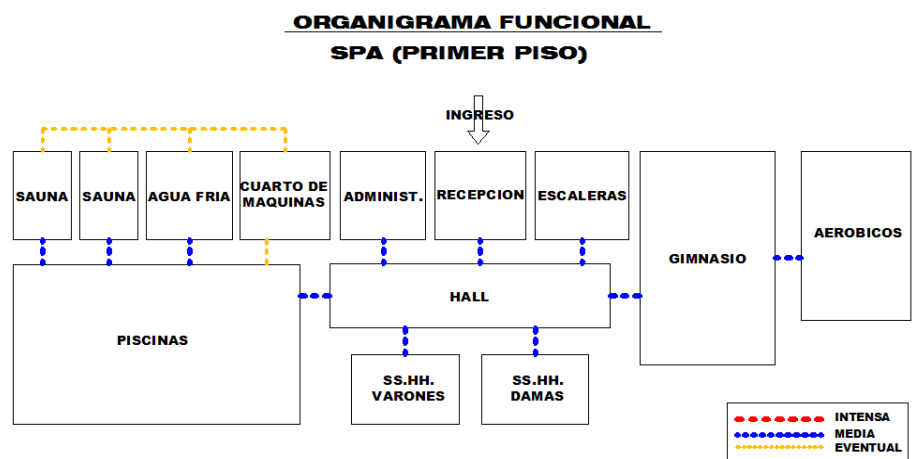 ORGANIGRAMA FUNCIONAL
SPA (PRIMER PISO)
INGRESO
SAUNA
SAUNA
AGUA FRIA
CUARTO DE
MAQUINAS
ADMINIST.
RECEPCION
ESCALERAS
GIMNASIO
AEROBICOS
PISCINAS
HALL
SS.HH.
VARONES
SS.HH.
DAMAS
INTENSA
MEDIA
EVENTUAL